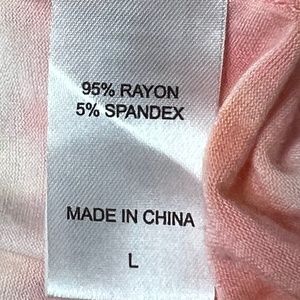 95% RAYON
5% SPANDEX
MADE IN CHINA
L